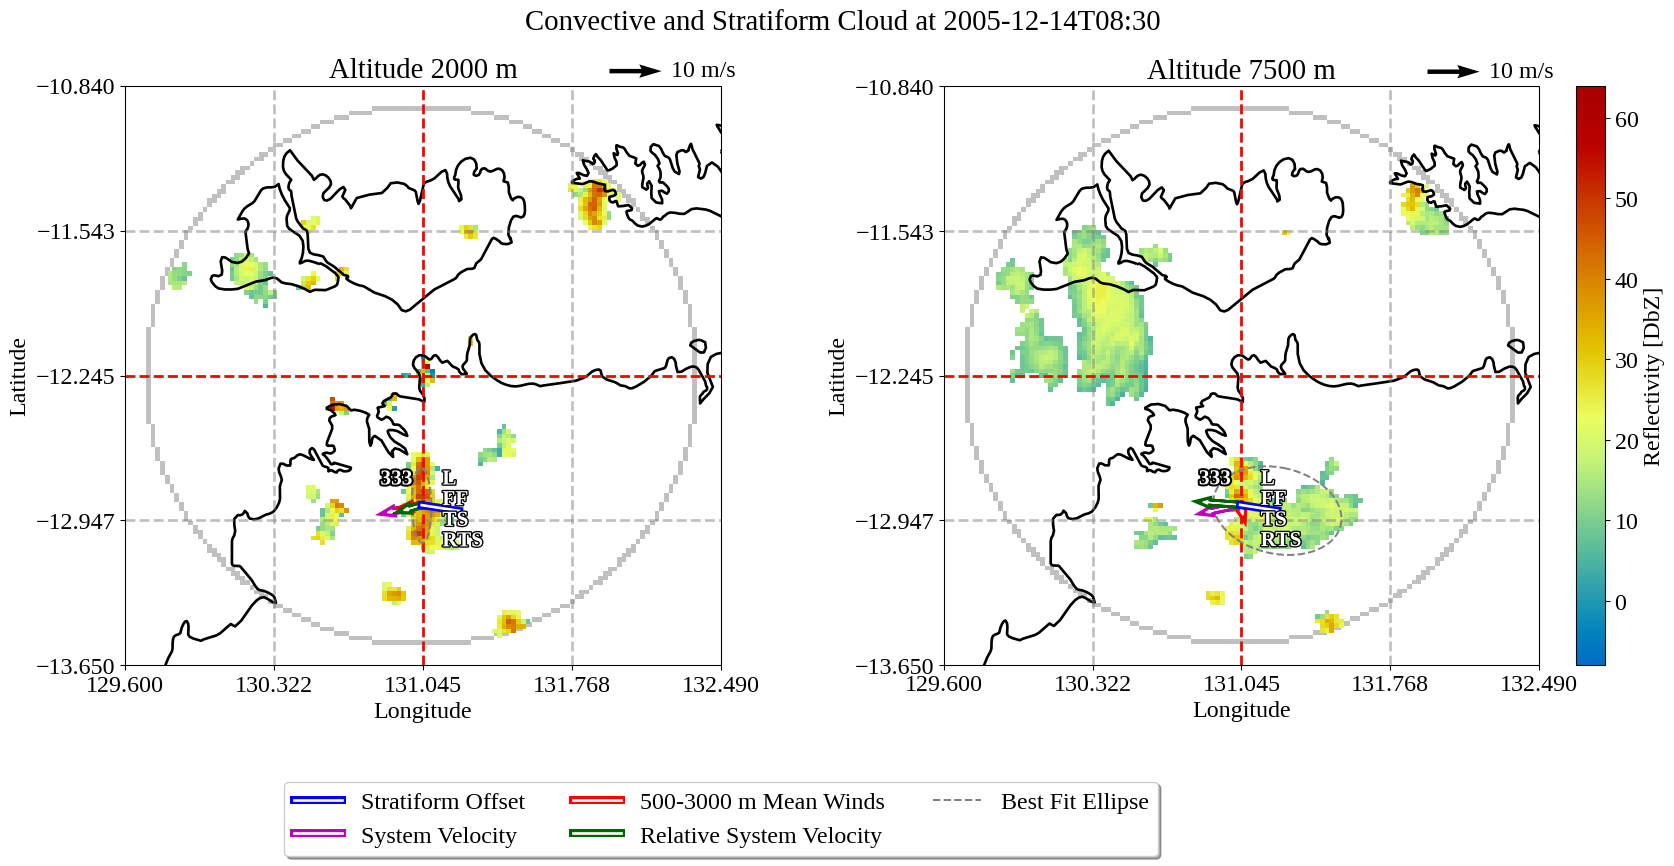 Convective and Stratiform Cloud at 2005-12-14T08:30
Altitude 2000 m
10 m/s
−10.840
−11.543
−12.245
−12.947
−13.650
129.600
130.322
131.045
131.768
132.490
Latitude
Longitude
333
L
FF
TS
RTS
Altitude 7500 m
10 m/s
−10.840
−11.543
−12.245
−12.947
−13.650
129.600
130.322
131.045
131.768
132.490
Latitude
Longitude
333
L
FF
TS
RTS
60
50
40
30
20
10
0
Reflectivity [DbZ]
Stratiform Offset
System Velocity
500-3000 m Mean Winds
Relative System Velocity
Best Fit Ellipse